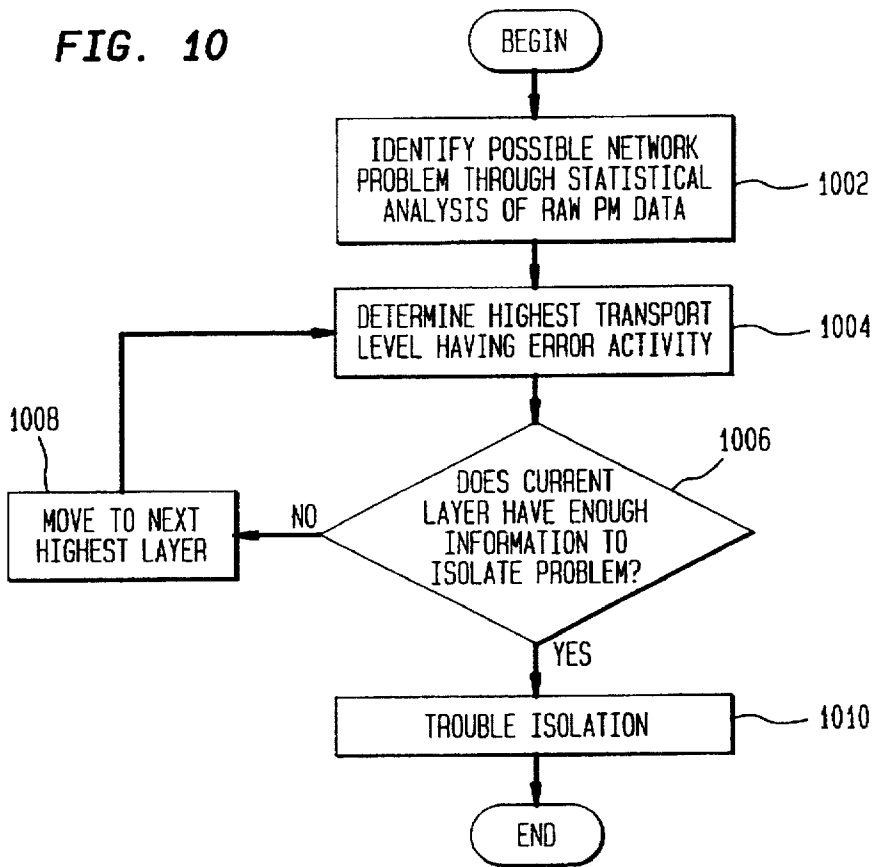 FIG. 10
BEGIN
IDENTIFY POSSIBLE NETWORK
PROBLEM THROUGH STATISTICAL
ANALYSIS OF RAW PM DATA
1002
DETERMINE HIGHEST TRANSPORT
LEVEL HAVING ERROR ACTIVITY
1004
1008
MOVE TO NEXT
HIGHEST LAYER
NO
1006
DOES CURRENT
LAYER HAVE ENOUGH
INFORMATION TO
ISOLATE PROBLEM?
YES
TROUBLE ISOLATION
1010
END